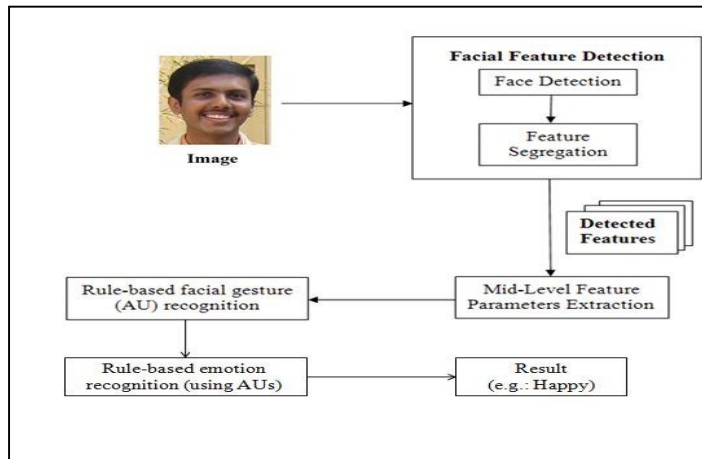 Facial Feature Detection
Face Detection
Feature
Segregation
Image
Detected
Features
Mid-Level Feature
Parameters Extraction
Rule-based facial gesture
(AU) recognition
Rule-based emotion
recognition (using AUs)
Result
(e.g.: Happy)